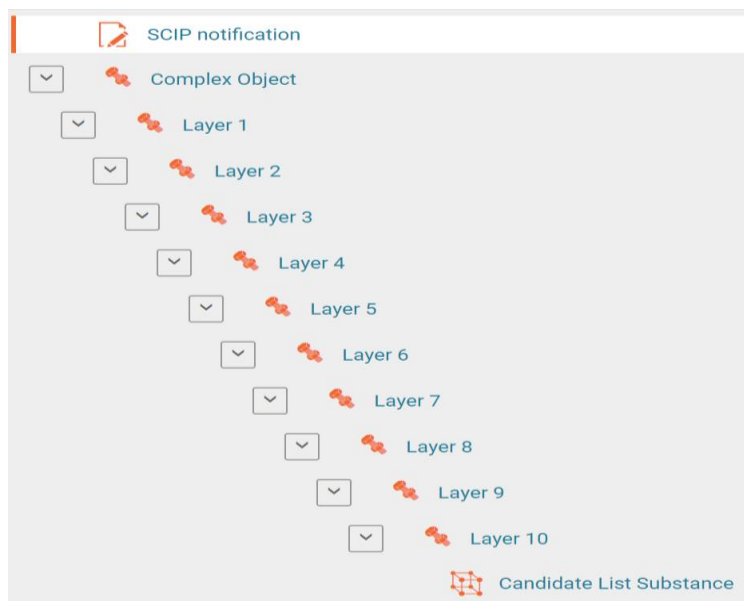 SCIP notification
Complex Object
Layer 1
Layer 2
Layer 3
Layer 4
Layer 5
Layer 6
Layer 7
Layer 8
Layer 9
Layer 10
Candidate List Substance